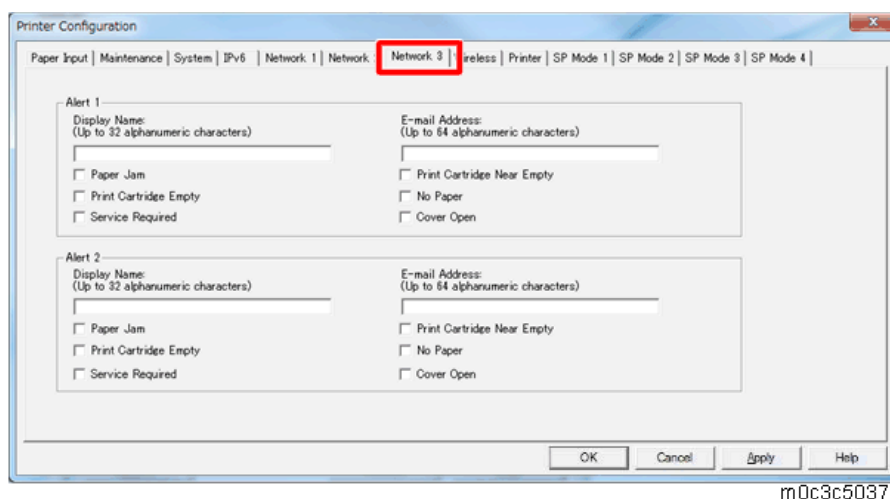 Printer Configuration
Paper Input | Maintenance | System | IPv6 | Network 1 | Network | Network 3 | ireless | Printer | SP Mode 1 | SP Mode 2 | SP Mode 3 | SP Mode 4 |
Alert 1
Display Name: E-mail Address:
(Up to 32 alphanumeric characters) (Up to 64 alphanumeric characters)
Paper Jam Print Cartridge Near Empty
Print Cartridge Empty No Paper
Service Required Cover Open
Alert 2
Display Name: E-mail Address:
(Up to 32 alphanumeric characters) (Up to 64 alphanumeric characters)
Paper Jam Print Cartridge Near Empty
Print Cartridge Empty No Paper
Service Required Cover Open
OK Cancel Apply Help
m0c3c5037